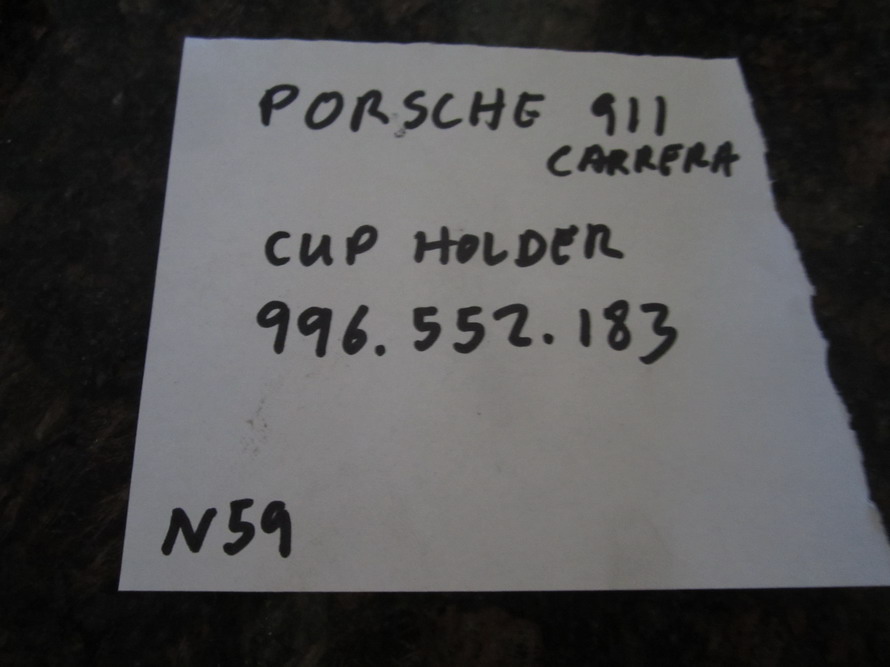 PORSCHE 911
CARRERA
CUP HOLDER
996.552.183
N59